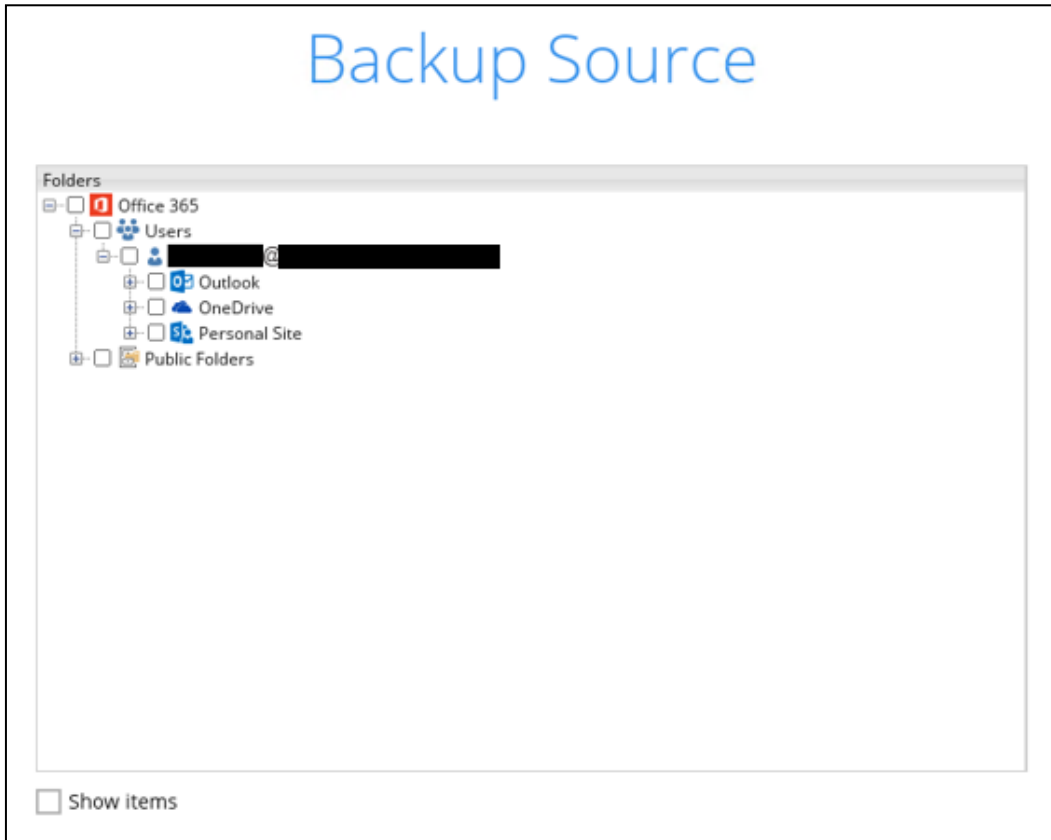 Backup Source
Folders
Office 365
Users
@
Outlook
OneDrive
Personal Site
Public Folders
Show items